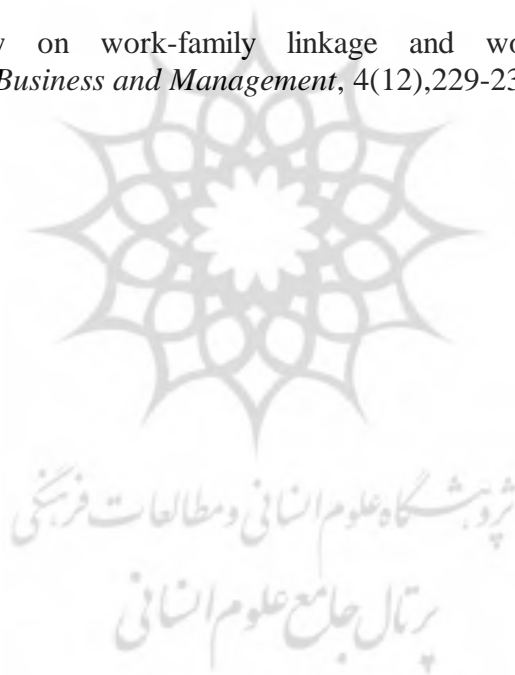 on work-family linkage and
Business and Management, 4(12),229-23
پژوهشگاه علوم انسانی و مطالعات فرهنگی
پرتال جامع علوم انسانی